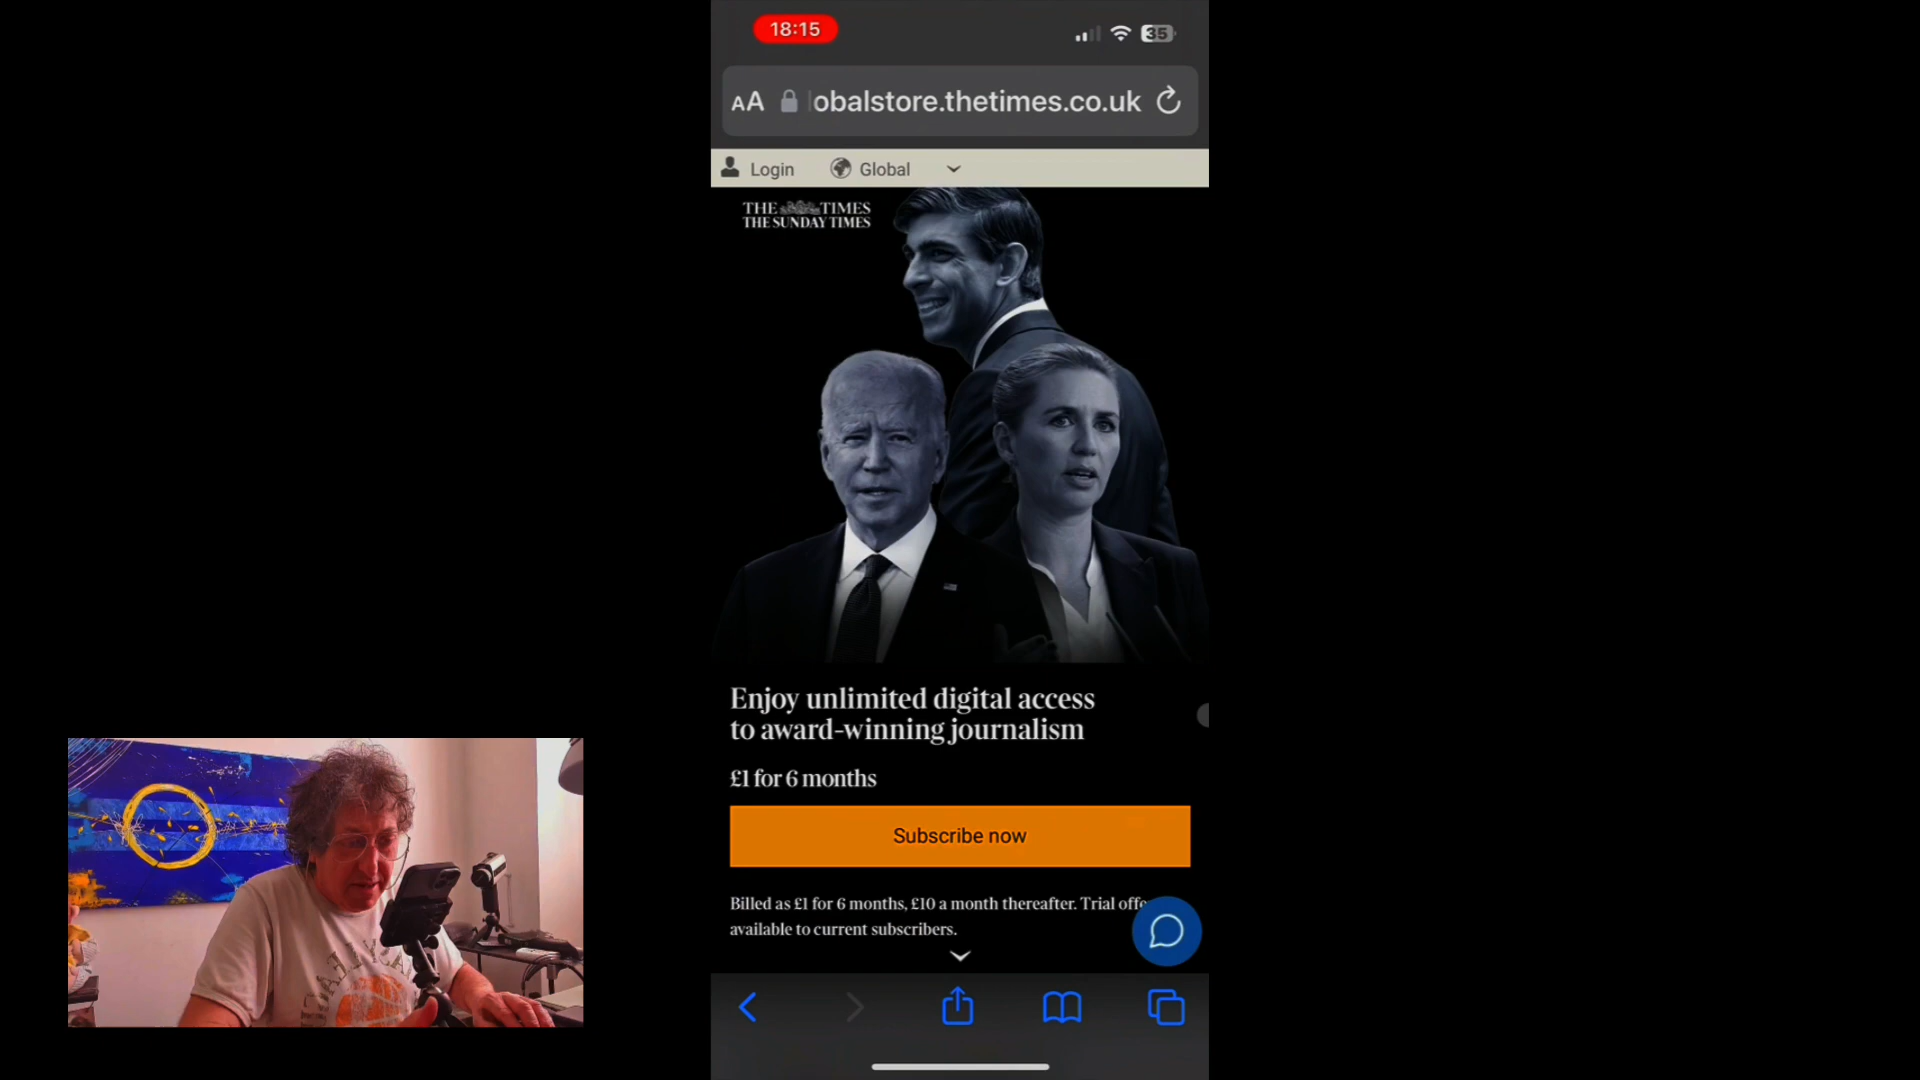 18:15
35
AA obalstore.thetimes.co.uk
Login Global
THE TIMES
THE SUNDAY TIMES
Enjoy unlimited digital access
to award-winning journalism
£1 for 6 months
Subscribe now
Billed as £1 for 6 months, £10 a month thereafter. Trial offe
available to current subscribers.